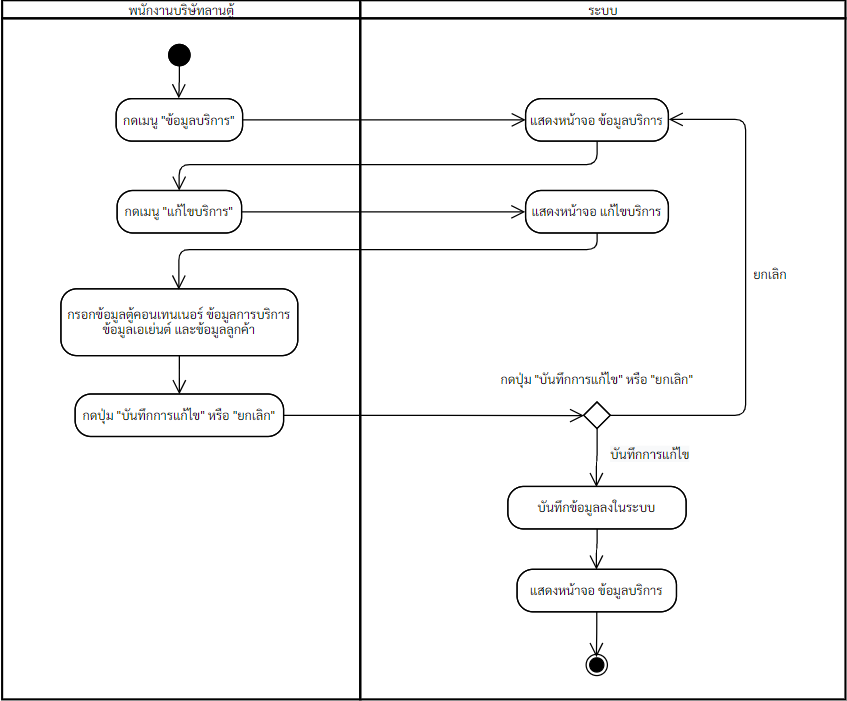 พนักงานบริษัทลานตู้
ระบบ
กดเมนู "ข้อมูลบริการ"
แสดงหน้าจอ ข้อมูลบริการ
กดเมนู "แก้ไขบริการ"
แสดงหน้าจอ แก้ไขบริการ
ยกเลิก
กรอกข้อมูลตู้คอนเทนเนอร์ ข้อมูลการบริการ
ข้อมูลเอเย่นต์ และข้อมูลลูกค้า
กดปุ่ม "บันทึกการแก้ไข" หรือ "ยกเลิก"
กดปุ่ม "บันทึกการแก้ไข" หรือ "ยกเลิก"
บันทึกการแก้ไข
บันทึกข้อมูลลงในระบบ
แสดงหน้าจอ ข้อมูลบริการ